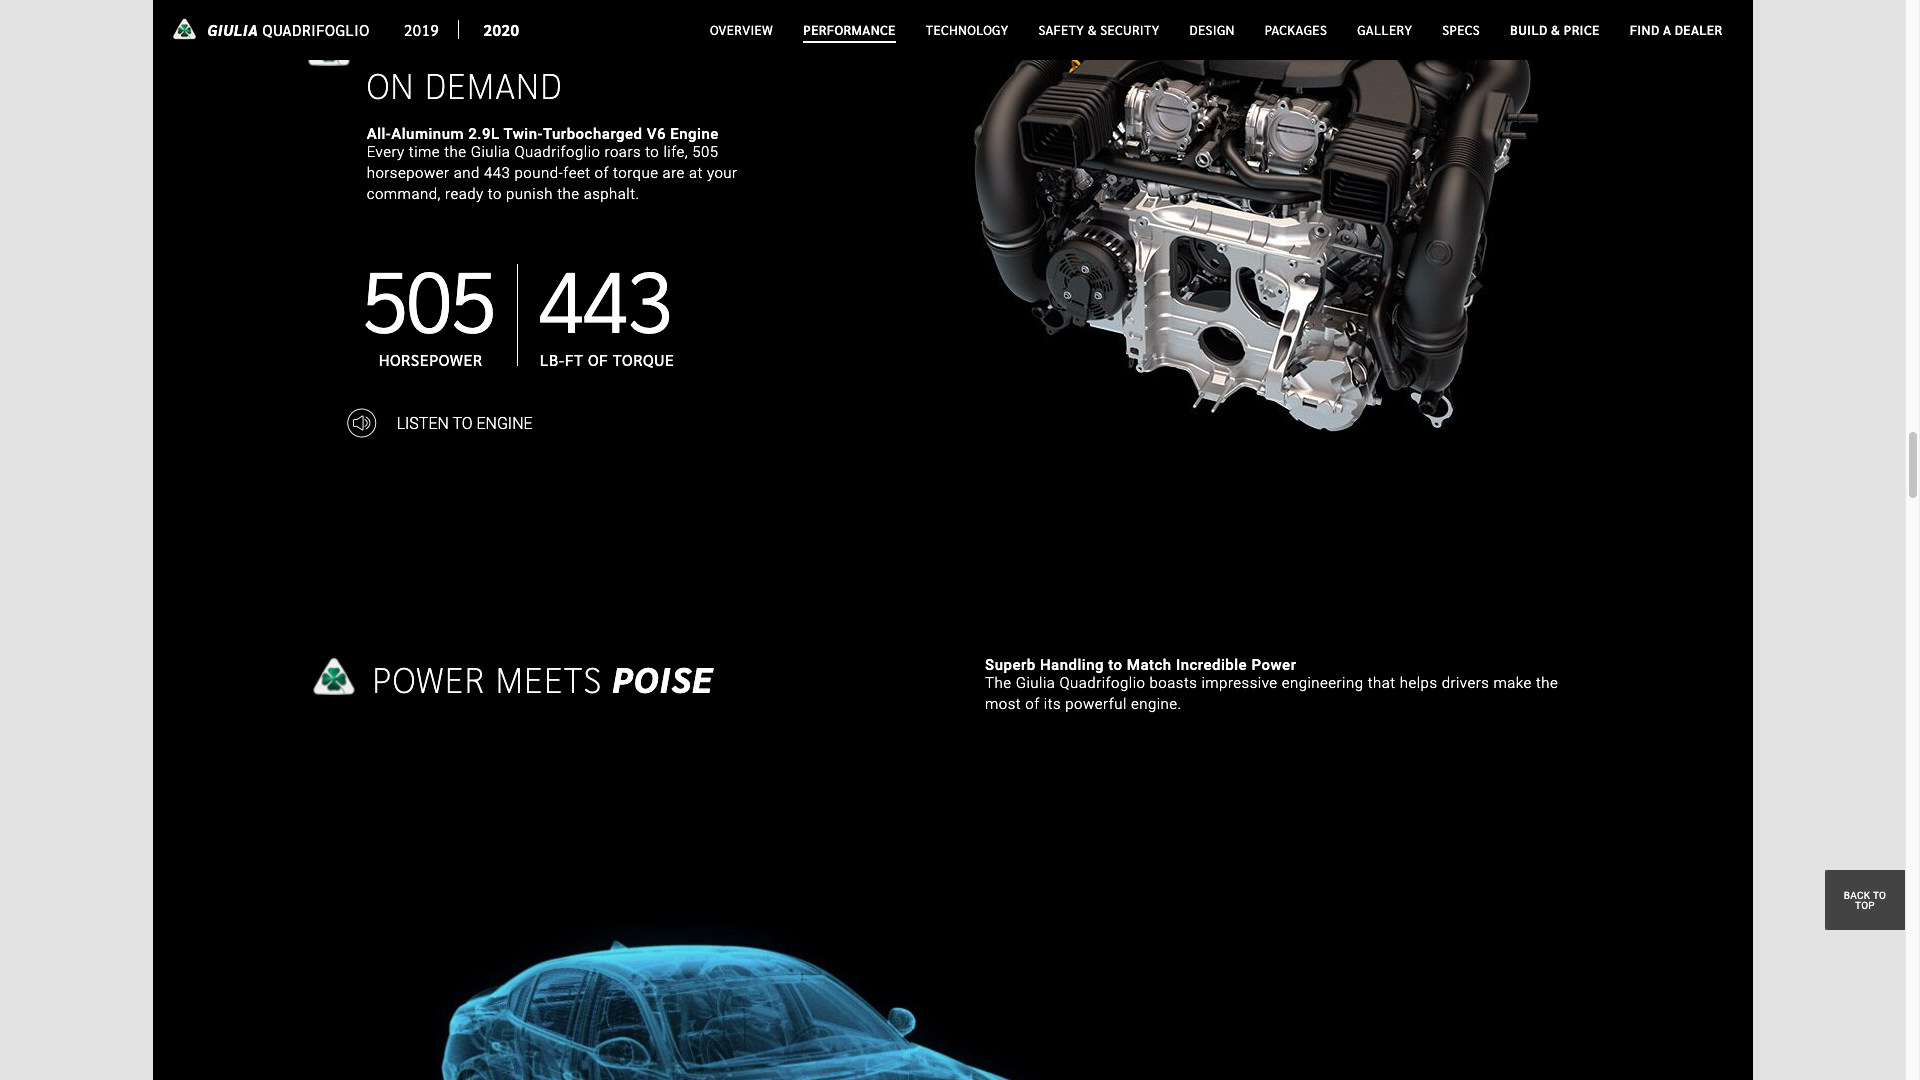 GIULIA QUADRIFOGLIO 2019 2020 OVERVIEW PERFORMANCE TECHNOLOGY SAFETY & SECURITY DESIGN PACKAGES GALLERY SPECS BUILD & PRICE FIND A DEALER
ON DEMAND
All-Aluminum 2.9L Twin-Turbocharged V6 Engine
Every time the Giulia Quadrifoglio roars to life, 505
horsepower and 443 pound-feet of torque are at your
command, ready to punish the asphalt.
505
HORSEPOWER
443
LB-FT OF TORQUE
LISTEN TO ENGINE
POWER MEETS POISE
Superb Handling to Match Incredible Power
The Giulia Quadrifoglio boasts impressive engineering that helps drivers make the
most of its powerful engine.
BACK TO
TOP